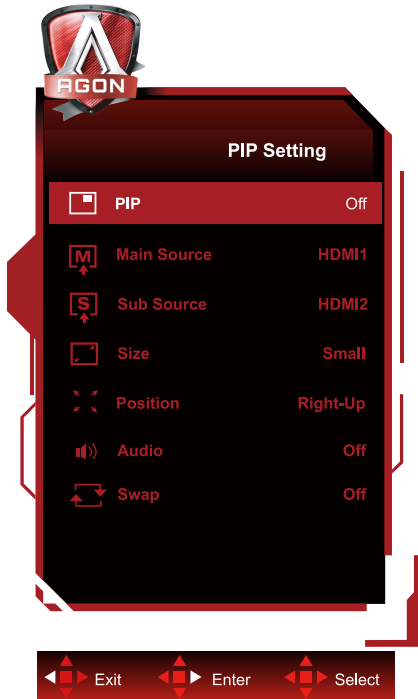 AGON
PIP Setting
PIP Off
M Main Source HDMI1
S Sub Source HDMI2
Size Small
Position Right-Up
Audio Off
Swap Off
Exit Enter Select